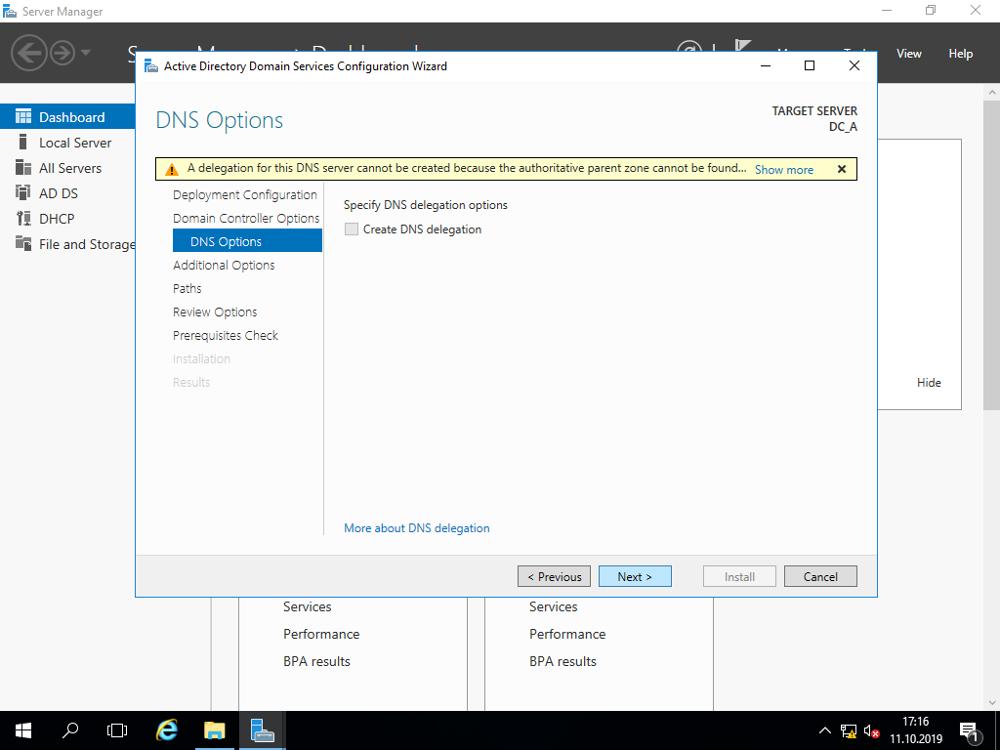 Server Manager
View
Help
Active Directory Domain Services Configuration Wizard
DNS Options
TARGET SERVER
DC_A
A delegation for this DNS server cannot be created because the authoritative parent zone cannot be found... Show more
Dashboard
Local Server
All Servers
AD DS
DHCP
File and Storage
Deployment Configuration
Domain Controller Options
DNS Options
Additional Options
Paths
Review Options
Prerequisites Check
Installation
Results
Specify DNS delegation options
Create DNS delegation
More about DNS delegation
Hide
< Previous
Next >
Install
Cancel
Services
Performance
BPA results
Services
Performance
BPA results
17:16
11.10.2019
1